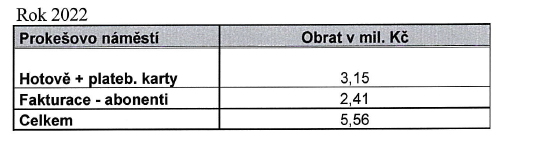 Rok 2022
Prokešovo náměstí Obrat v mil. Kč
Hotově + plateb. karty 3,15
Fakturace - abonenti 2,41
Celkem 5,56